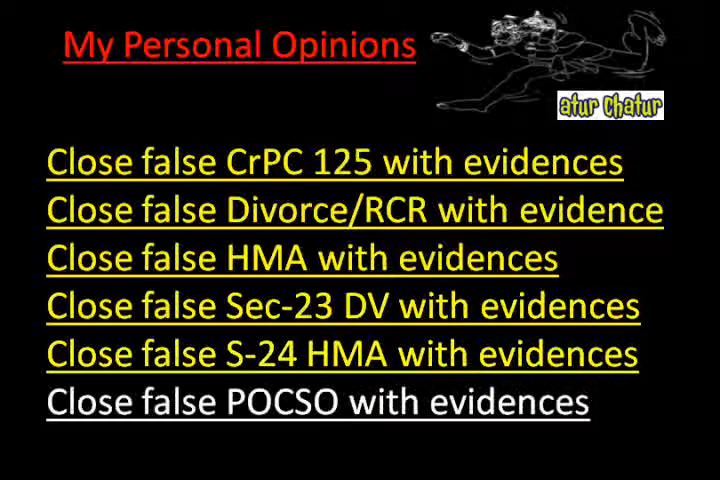 My Personal Opinions
atur chatur
Close false CrPC 125 with evidences
Close false Divorce/RCR with evidence
Close false HMA with evidences
Close false Sec-23 DV with evidences
Close false S-24 HMA with evidences
Close false POCSO with evidences